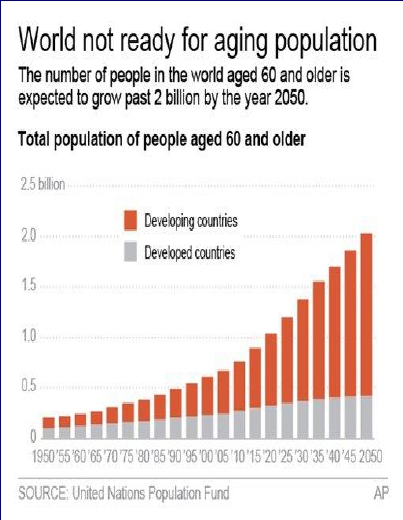 World not ready for aging population
The number of people in the world aged 60 and older is
expected to grow past 2 billion by the year 2050.
Total population of people aged 60 and older
2.5 billion
Developing countries
2.0
Developed countries
1.5
1.0
0.5
0
1950 '55 '60 '65 '70 '75 '80 '85 '90 '95 '00 '05 '10 '15 '20 '25 '30 '35 '40 '45 2050
SOURCE: United Nations Population Fund AP